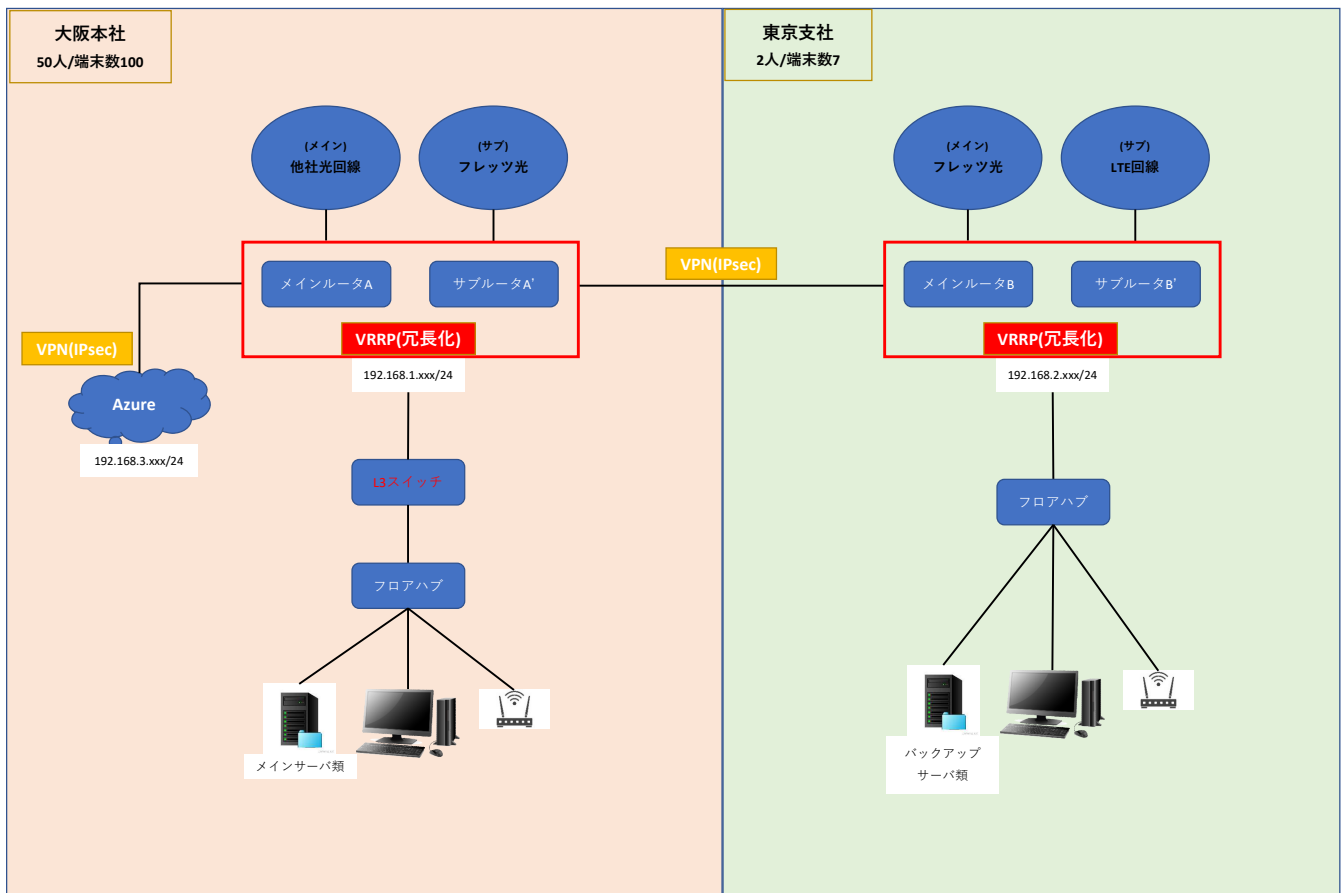 大阪本社
50人/端末数100
東京支社
2人/端末数7
(メイン)
他社光回線
(サブ)
フレッツ光
(メイン)
フレッツ光
(サブ)
LTE回線
メインルータA
サブルータA'
VPN(IPsec)
メインルータB
サブルータB'
VRRP(冗長化)
VRRP(冗長化)
VPN(IPsec)
192.168.1.xxx/24
192.168.2.xxx/24
Azure
192.168.3.xxx/24
L3スイッチ
フロアハブ
フロアハブ
メインサーバ類
バックアップ
サーバ類